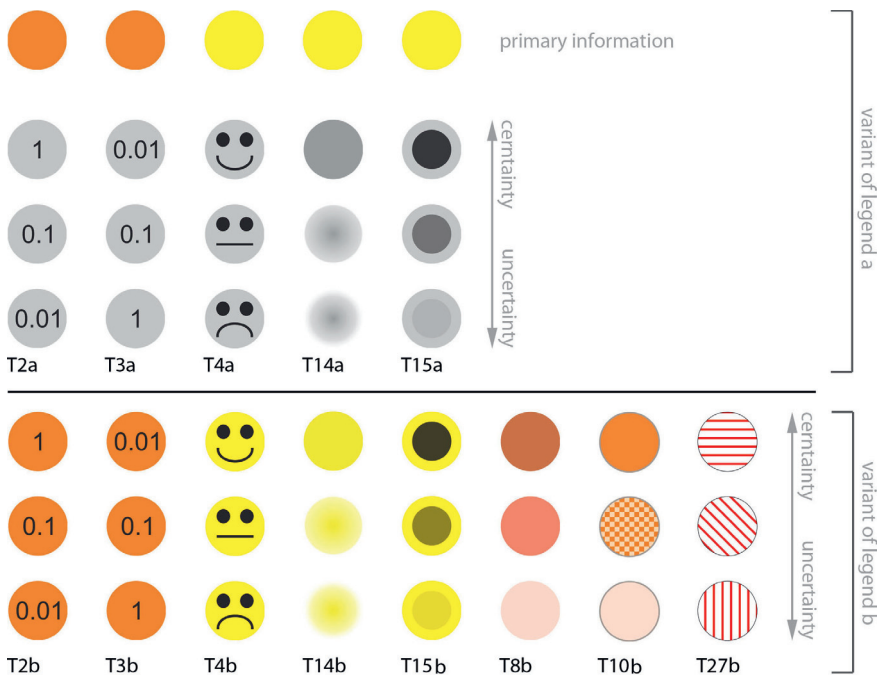 primary information
1 0.01
0.1 0.1
0.01 1
T2a T3a T4a T14a T15a
cerntainty
uncertainty
variant of legend a
1 0.01
0.1 0.1
0.01 1
T2b T3b T4b T14b T15b T8b T10b T27b
cerntainty
uncertainty
variant of legend b